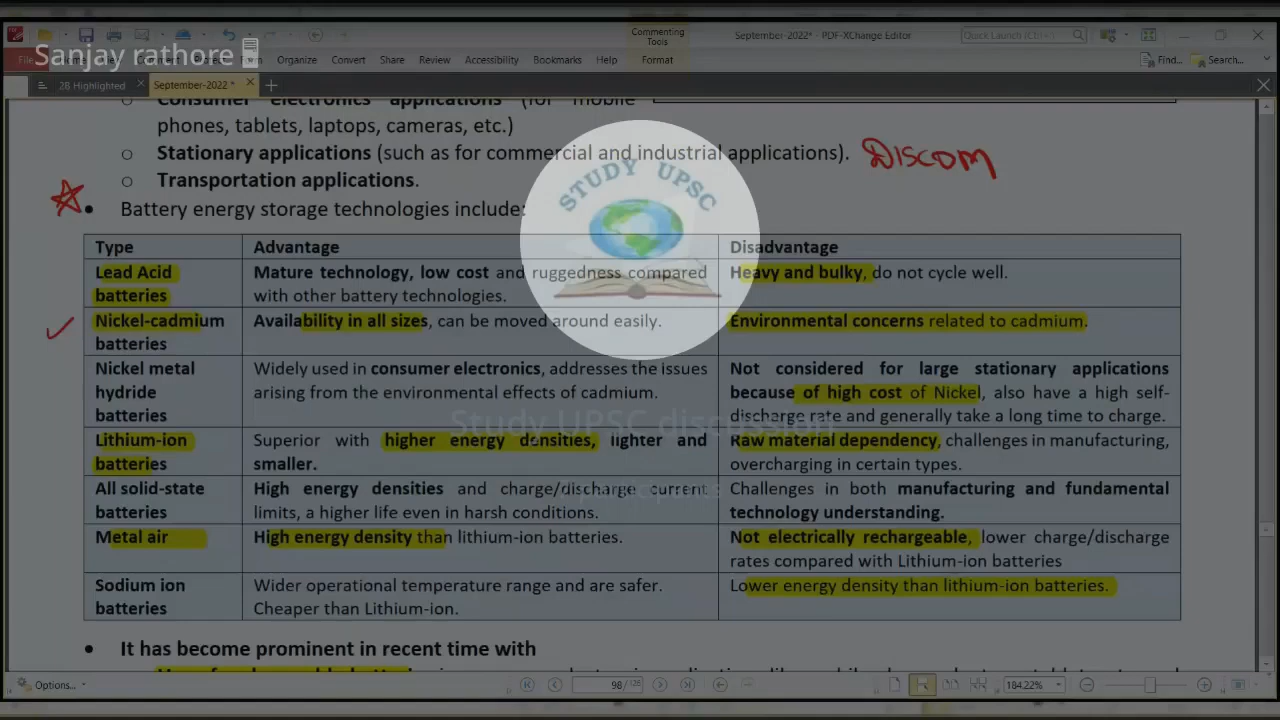 Commenting
Tools
September-2022* - PDF-XChange Editor
Quick Launch (Ctrl+.)
Sanjay rathore
File
Form
Organize
Convert
Share
Review
Accessibility
Bookmarks
Help
Format
Find...
Search...
28 Highlighted
September-2022 *
Consumer electronics applications (for mobile
phones, tablets, laptops, cameras, etc.)
Stationary applications (such as for commercial and industrial applications). DISCOM
Transportation applications.
Battery energy storage technologies include:
STUDY UPSC
Type Advantage Disadvantage
Lead Acid batteries
Mature technology, low cost and ruggedness compared
with other battery technologies.
Heavy and bulky, do not cycle well.
Nickel-cadmium
batteries
Availability in all sizes, can be moved around easily.
Environmental concerns related to cadmium.
Nickel metal
hydride
batteries
Widely used in consumer electronics, addresses the issues
arising from the environmental effects of cadmium.
Not considered for large stationary applications
because of high cost of Nickel, also have a high self-
discharge rate and generally take a long time to charge.
Study UPSC discussion
Lithium-ion
batteries
Superior with higher energy densities, lighter and
smaller.
Raw material dependency, challenges in manufacturing,
overcharging in certain types.
All solid-state
batteries
High energy densities and charge/discharge current
limits, a higher life even in harsh conditions.
Challenges in both manufacturing and fundamental
technology understanding.
participants
Metal air
High energy density than lithium-ion batteries.
Not electrically rechargeable, lower charge/discharge
rates compared with Lithium-ion batteries
Sodium ion
batteries
Wider operational temperature range and are safer.
Cheaper than Lithium-ion.
Lower energy density than lithium-ion batteries.
It has become prominent in recent time with
Options...
98 /
184.22%